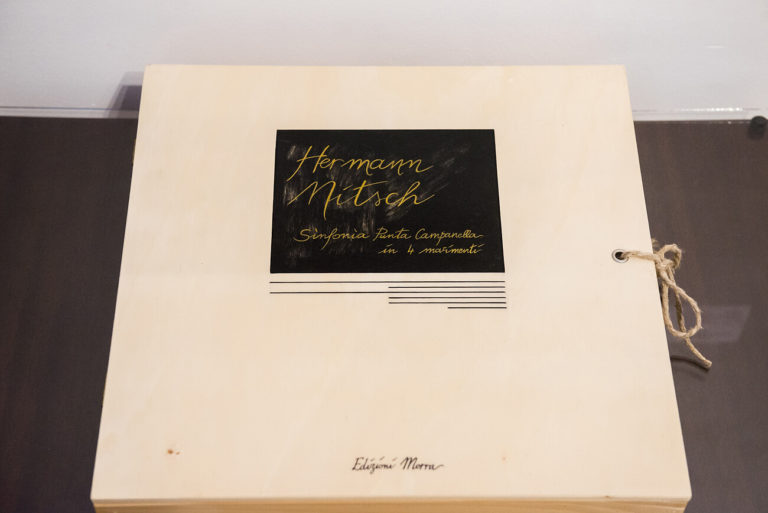 Hermann
Nitsch
Sinfonia Punta Campanella
in 4 movimenti
Edizioni Morra